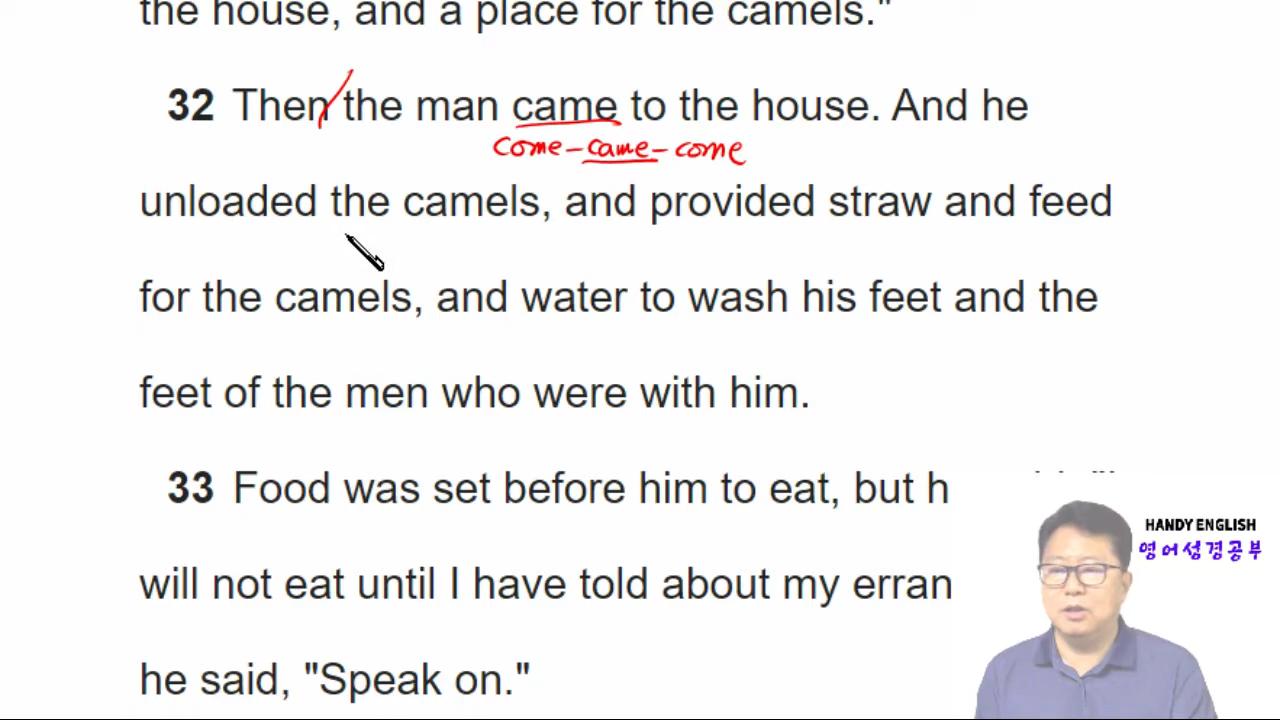 the house, and a place for the camels."
32 Then the man came to the house. And he
come-came-come
unloaded the camels, and provided straw and feed
for the camels, and water to wash his feet and the
feet of the men who were with him.
33 Food was set before him to eat, but h
HANDY ENGLISH
영어성경공부
will not eat until I have told about my erran
he said, "Speak on."